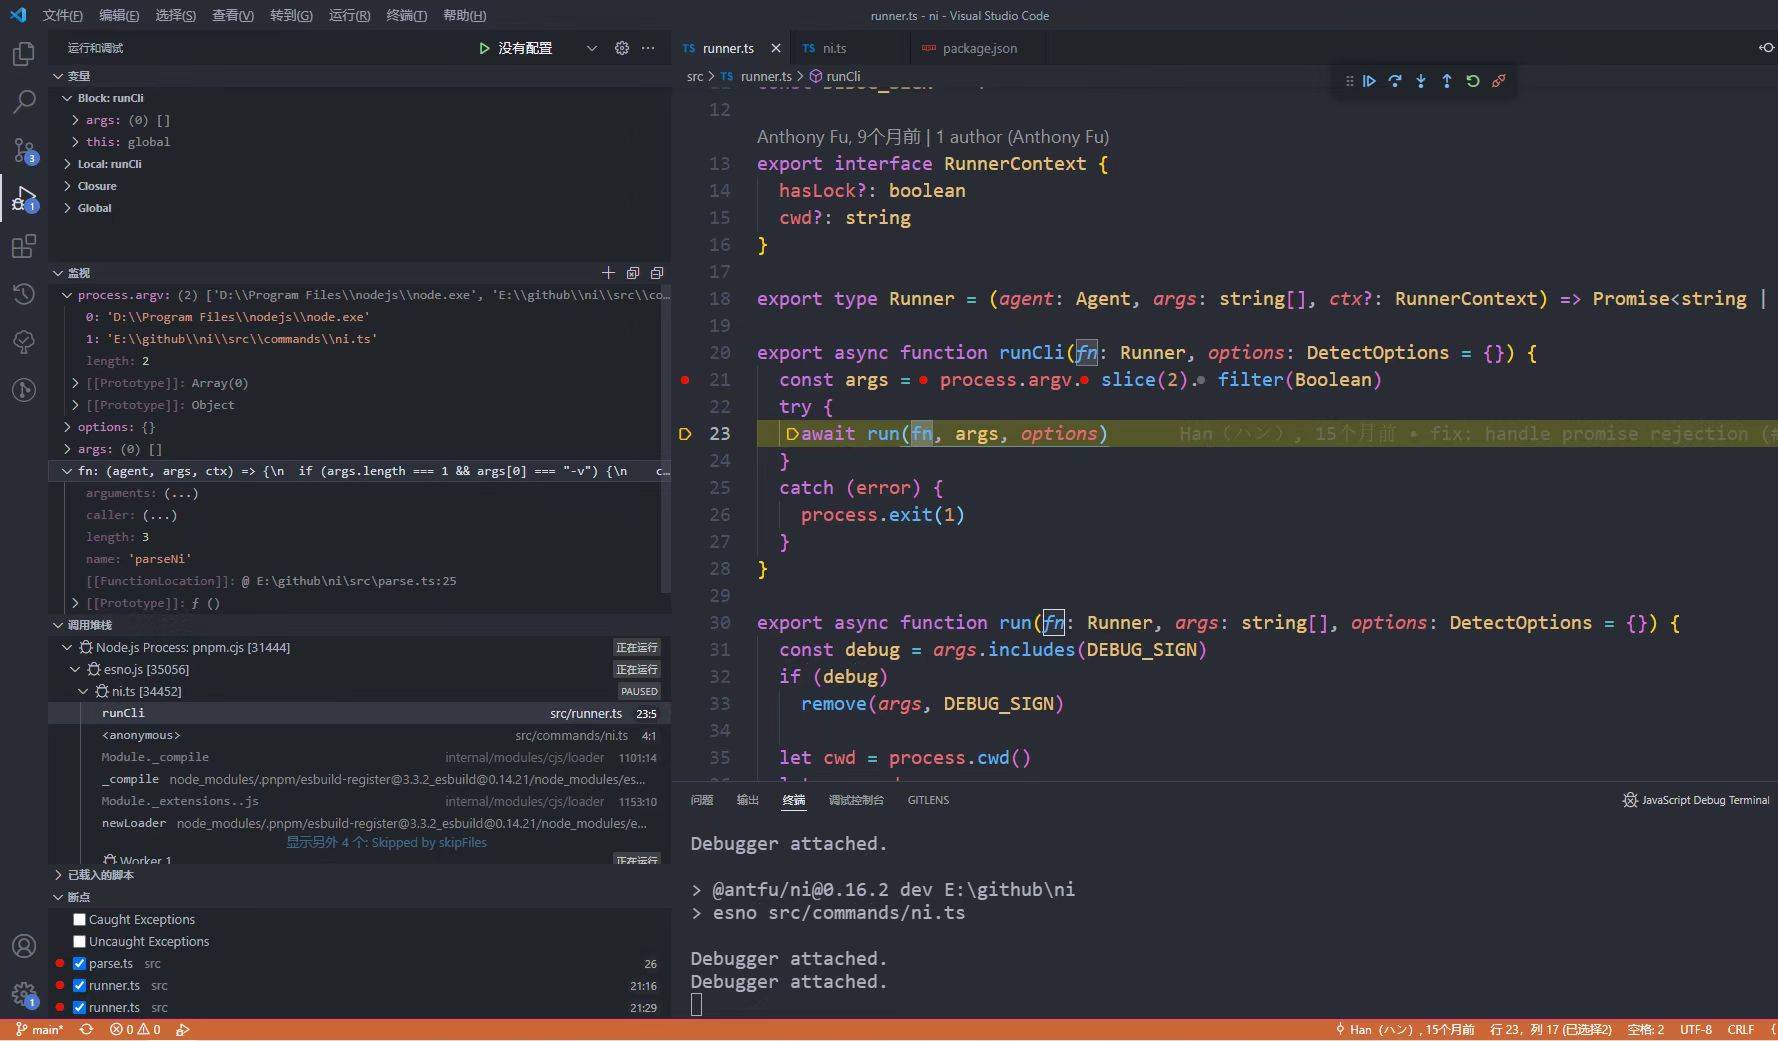 文件(F) 编辑(E) 选择(S) 查看(V) 转到(G) 运行(R) 终端(T) 帮助(H)
runner.ts - ni - Visual Studio Code
运行和调试
没有配置
变量
Block: runCli
args: (0) []
this: global
Local: runCli
Closure
Global
监视
process.argv: (2) ['D:\\Program Files\\nodejs\\node.exe', 'E:\\github\\ni\\src\\co…
0: 'D:\\Program Files\\nodejs\\node.exe'
1: 'E:\\github\\ni\\src\\commands\\ni.ts'
length: 2
[[Prototype]]: Array(0)
[[Prototype]]: Object
options: {}
args: (0) []
fn: (agent, args, ctx) => {\n  if (args.length === 1 && args[0] === "-v") {\n    c…
arguments: (...)
caller: (...)
length: 3
name: 'parseNi'
[[FunctionLocation]]: @ E:\github\ni\src\parse.ts:25
[[Prototype]]: ƒ ()
调用堆栈
Node.js Process: pnpm.cjs [31444] 正在运行
esno.js [35056] 正在运行
ni.ts [34452] PAUSED
runCli src/runner.ts 23:5
<anonymous> src/commands/ni.ts 4:1
Module._compile internal/modules/cjs/loader 1101:14
_compile node_modules/.pnpm/esbuild-register@3.3.2_esbuild@0.14.21/node_modules/es...
Module._extensions..js internal/modules/cjs/loader 1153:10
newLoader node_modules/.pnpm/esbuild-register@3.3.2_esbuild@0.14.21/node_modules/e...
显示另外 4 个: Skipped by skipFiles
Worker 1 正在运行
已载入的脚本
断点
Caught Exceptions
Uncaught Exceptions
parse.ts src 26
runner.ts src 21:16
runner.ts src 21:29
3
1
1
TS runner.ts
TS ni.ts
package.json
src > TS runner.ts > runCli
12
Anthony Fu, 9个月前 | 1 author (Anthony Fu)
13 export interface RunnerContext {
14 hasLock?: boolean
15 cwd?: string
16 }
17
18 export type Runner = (agent: Agent, args: string[], ctx?: RunnerContext) => Promise<string |
19
20 export async function runCli(fn: Runner, options: DetectOptions = {}) {
21 const args = process.argv.slice(2).filter(Boolean)
22 try {
23 await run(fn, args, options) Han (ハン), 15个月前 • fix: handle promise rejection (#
24 }
25 catch (error) {
26 process.exit(1)
27 }
28 }
29
30 export async function run(fn: Runner, args: string[], options: DetectOptions = {}) {
31 const debug = args.includes(DEBUG_SIGN)
32 if (debug)
33 remove(args, DEBUG_SIGN)
34
35 let cwd = process.cwd()
问题 输出 终端 调试控制台 GITLENS
JavaScript Debug Terminal
Debugger attached.
> @antfu/ni@0.16.2 dev E:\github\ni
> esno src/commands/ni.ts
Debugger attached.
Debugger attached.
main* 0 0
Han (ハン), 15个月前 行 23, 列 17 (已选择2) 空格: 2 UTF-8 CRLF {